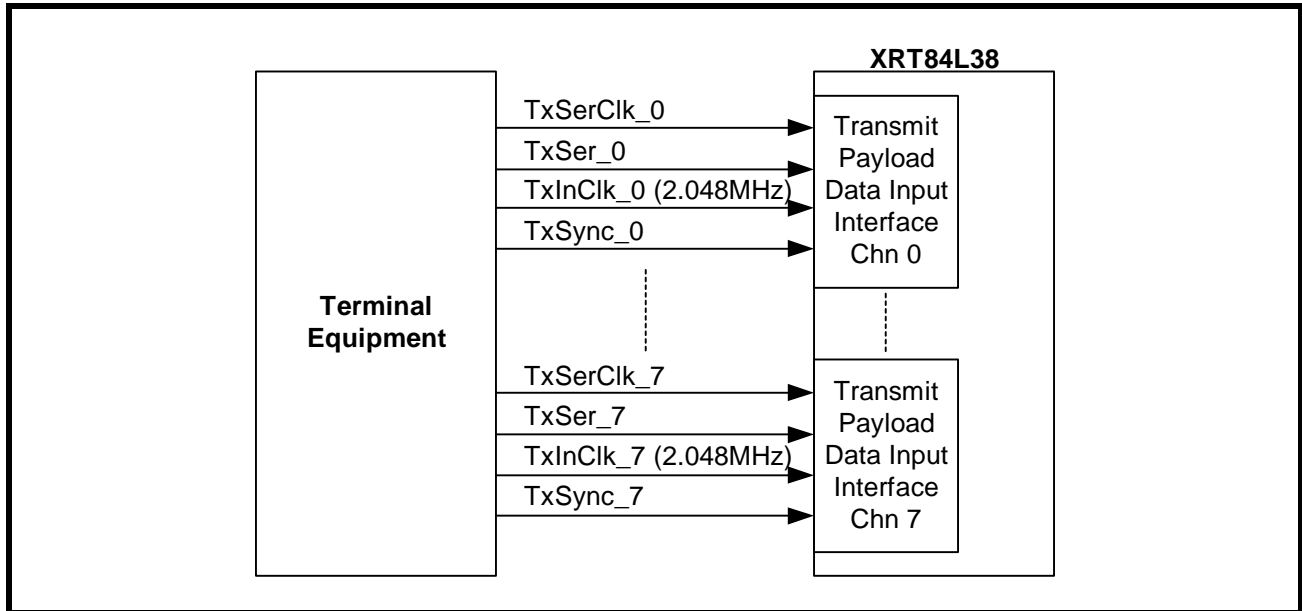 XRT84L38
TxSerClk_0
TxSer_0
TxInClk_0 (2.048MHz)
TxSync_0
Transmit
Payload
Data Input
Interface
Chn 0
Terminal
Equipment
TxSerClk_7
TxSer_7
TxInClk_7 (2.048MHz)
TxSync_7
Transmit
Payload
Data Input
Interface
Chn 7